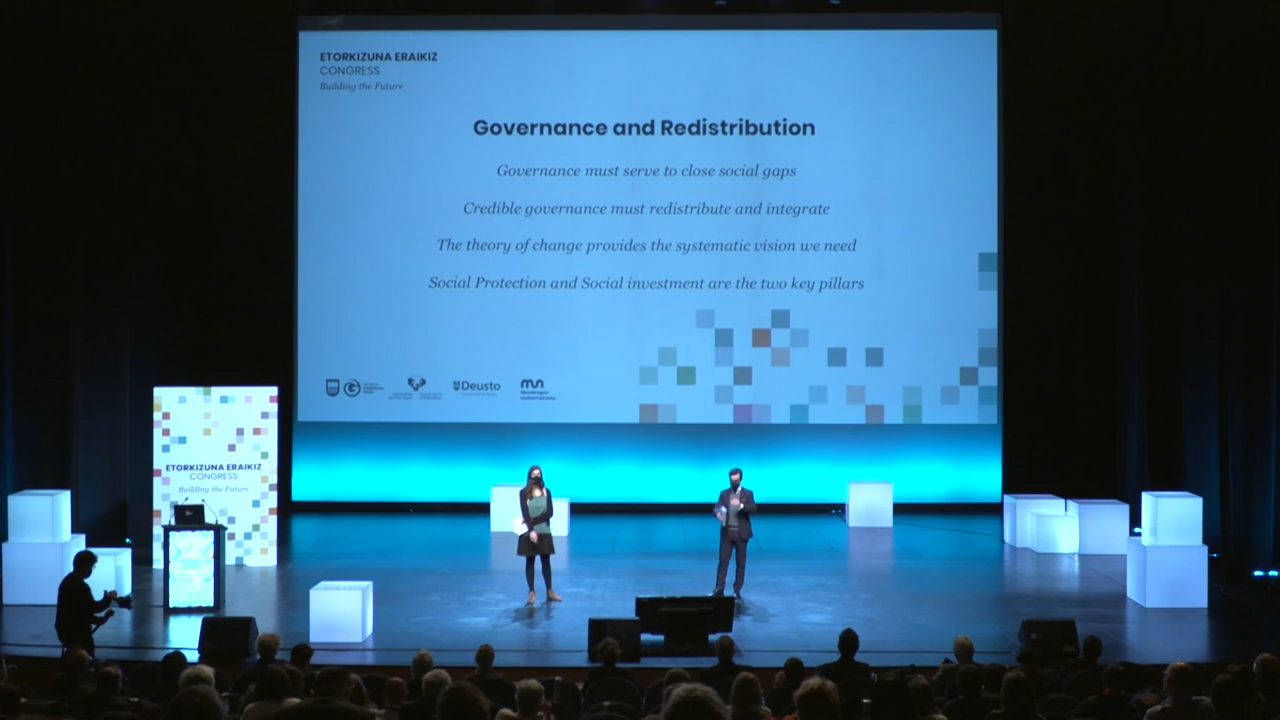 ETORKIZUNA ERAIKIZ
CONGRESS
Building the Future
Governance and Redistribution
Governance must serve to close social gaps
Credible governance must redistribute and integrate
The theory of change provides the systematic vision we need
Social Protection and Social investment are the two key pillars
Deusto
Mondragon
Unibertsitatea
ETORKIZUNA ERAIKIZ
CONGRESS
Building the Future